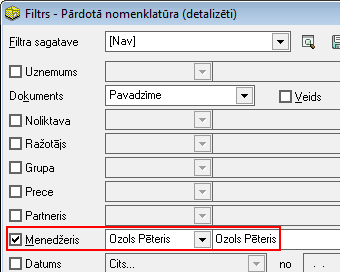 Filtrs - Pārdotā nomenklatūra (detalizēti)
Filtra sagatave [Nav]
Uzņemums
Dokuments Pavadzīme Veids
Noliktava
Ražotājs
Grupa
Prece
Partneris
Menedžeris Ozols Pēteris Ozols Pēteris
Datums Cits... no . .